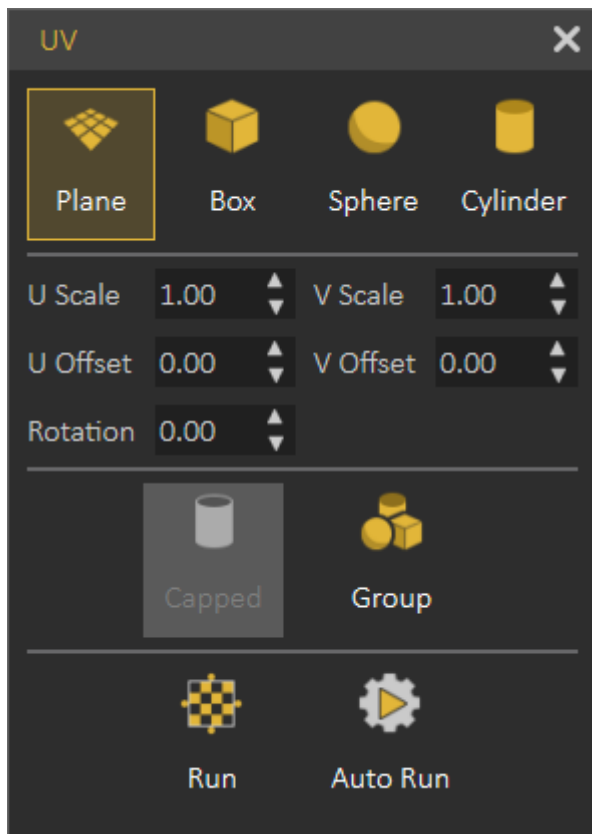 UV
Plane Box Sphere Cylinder
U Scale 1.00 V Scale 1.00
U Offset 0.00 V Offset 0.00
Rotation 0.00
Capped Group
Run Auto Run